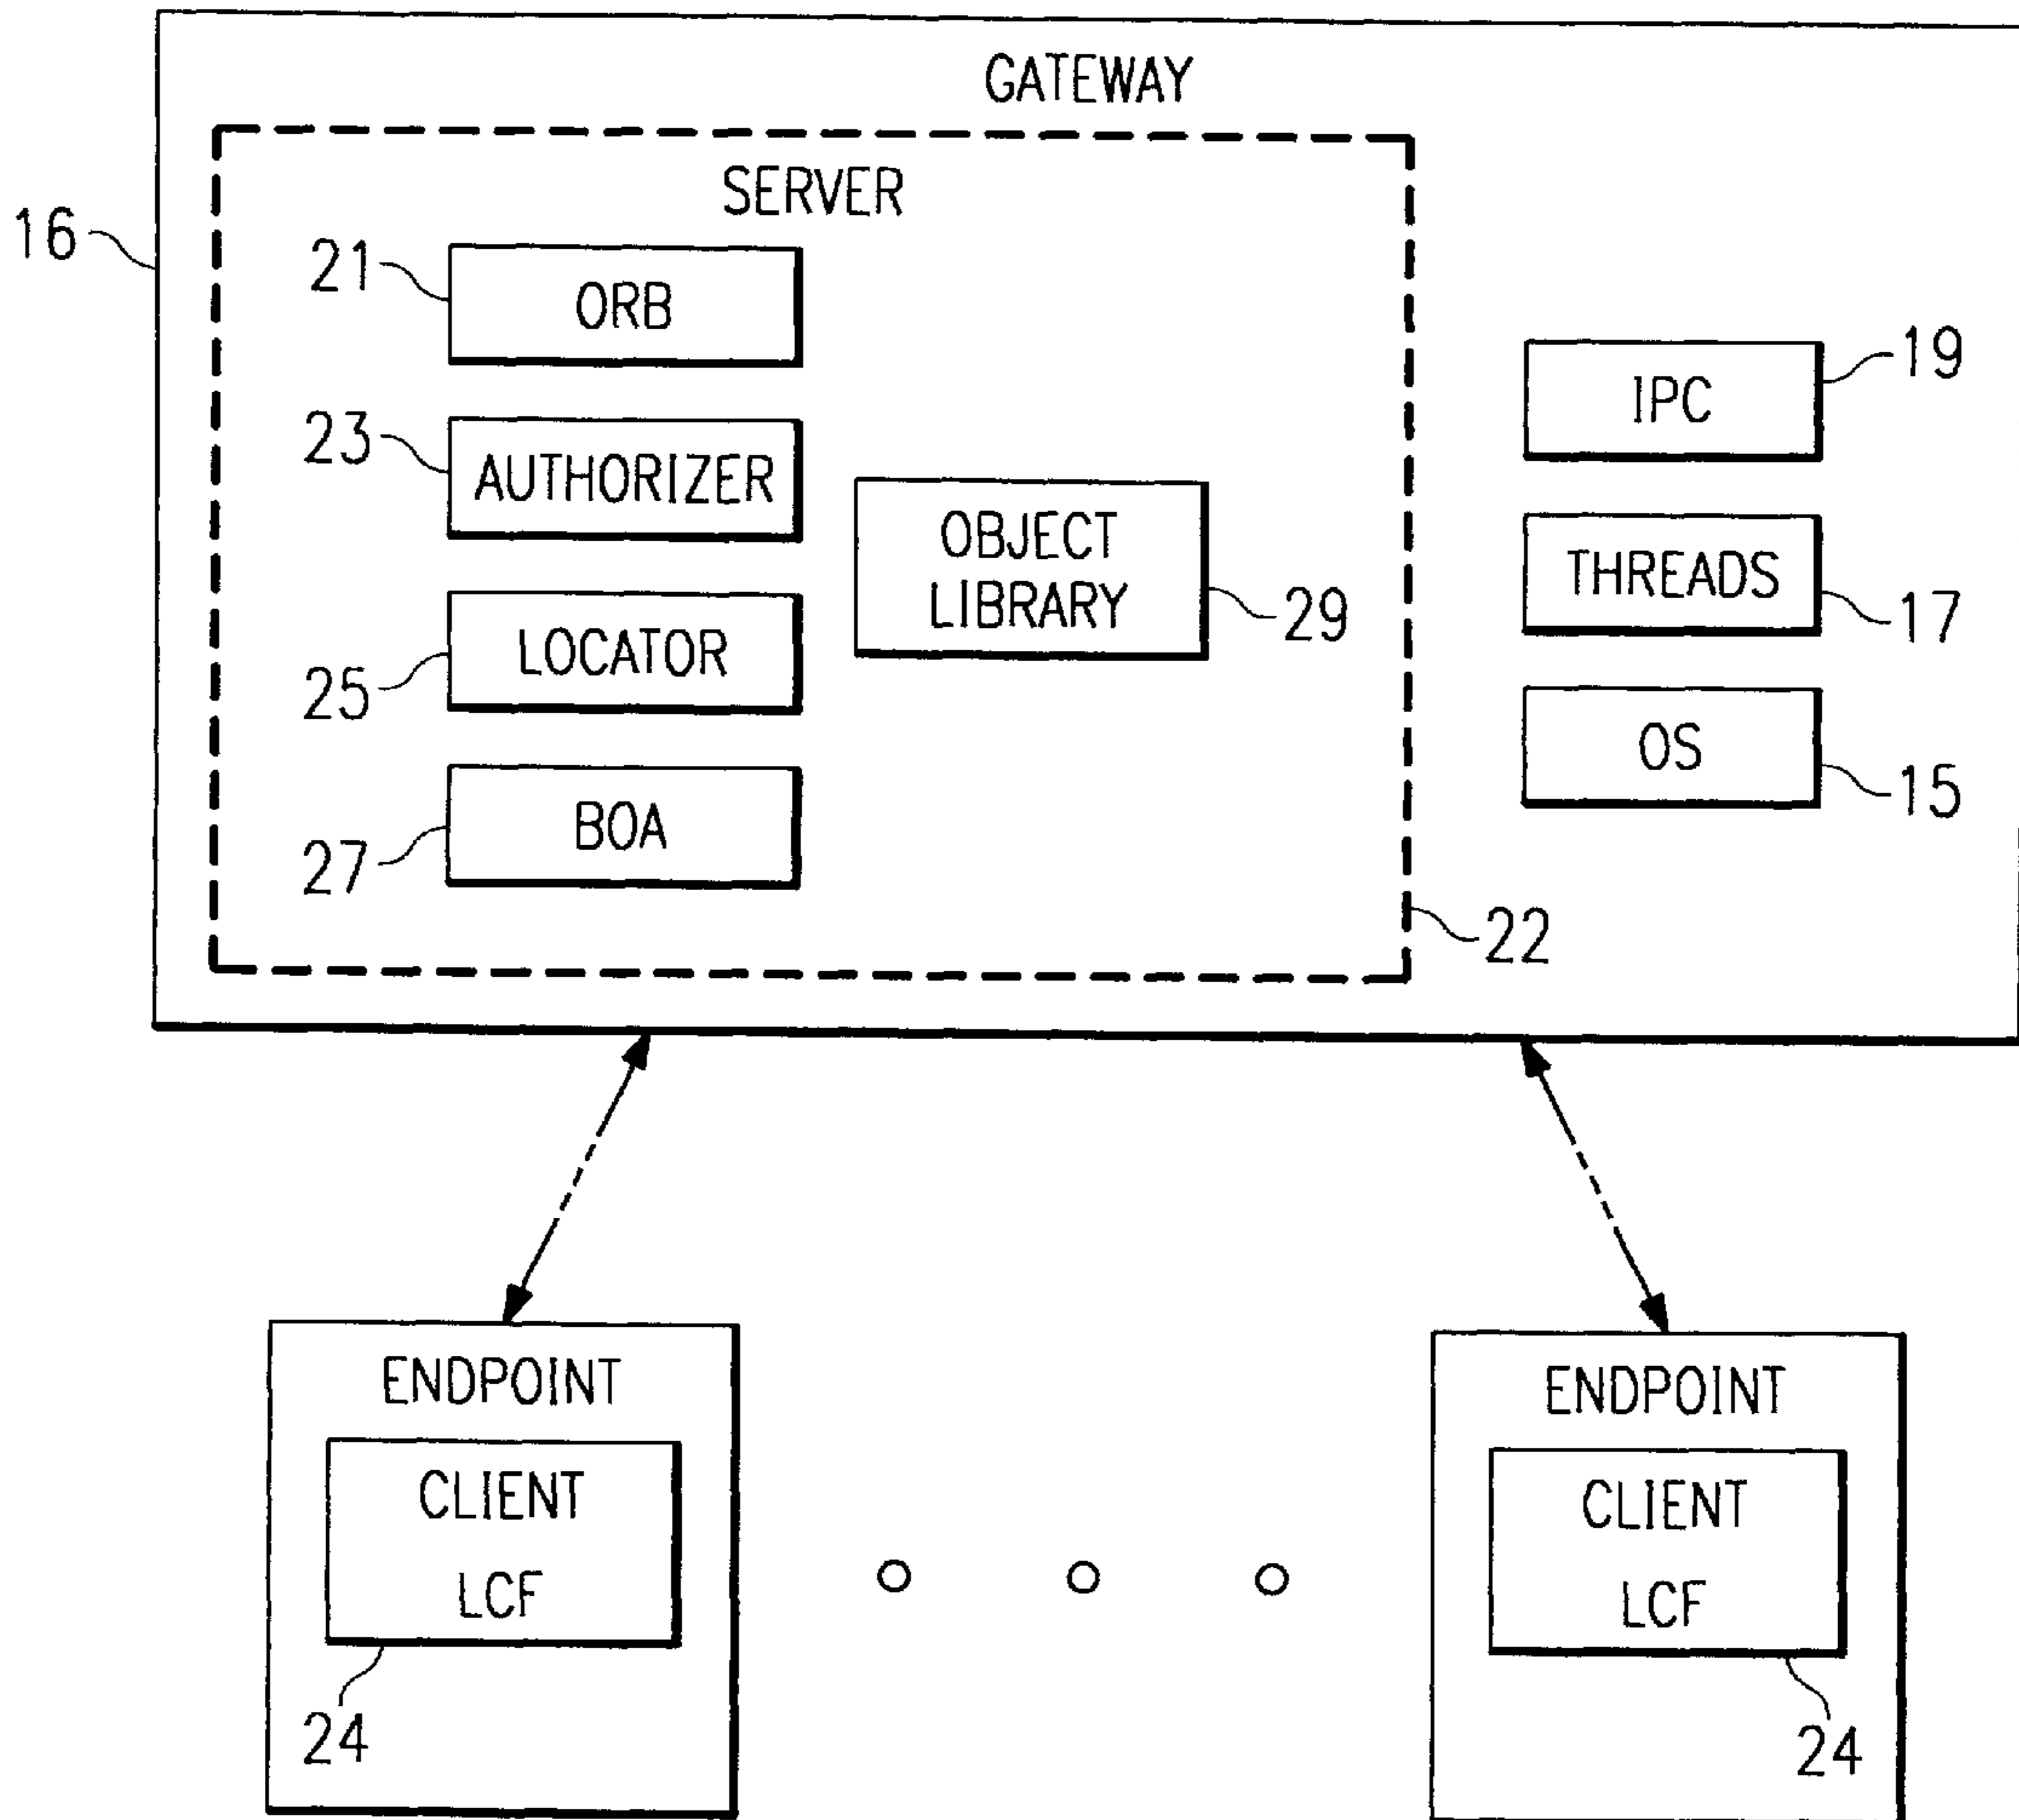 GATEWAY
SERVER
16
21
ORB
19
IPC
23
AUTHORIZER
OBJECT
LIBRARY
29
THREADS
17
25
LOCATOR
OS
15
27
BOA
22
ENDPOINT
CLIENT
LCF
24
ENDPOINT
CLIENT
LCF
24